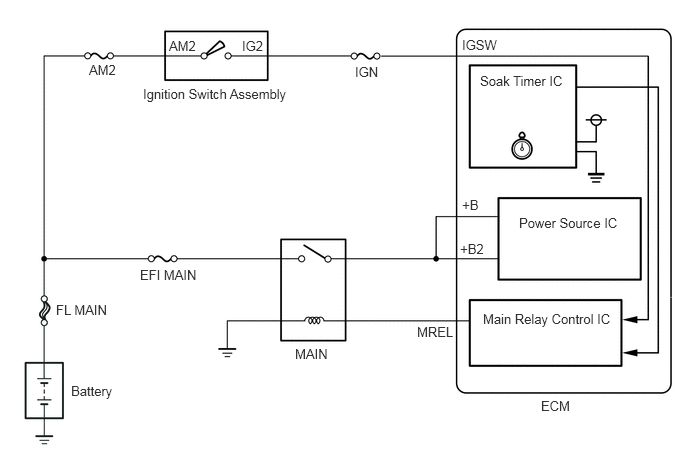 AM2
AM2 IG2
Ignition Switch Assembly
IGN
IGSW
Soak Timer IC
+B
Power Source IC
+B2
EFI MAIN
FL MAIN
MAIN
MREL
Main Relay Control IC
Battery
ECM